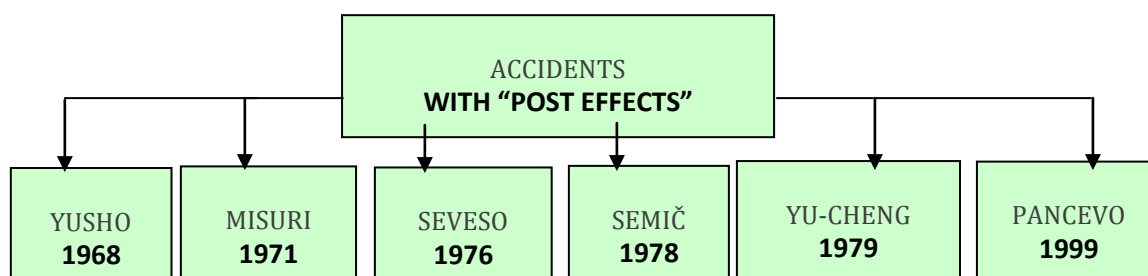 ACCIDENTS
WITH “POST EFFECTS”
YUSHO
1968
MISURI
1971
SEVESO
1976
SEMIČ
1978
YU-CHENG
1979
PANCEVO
1999